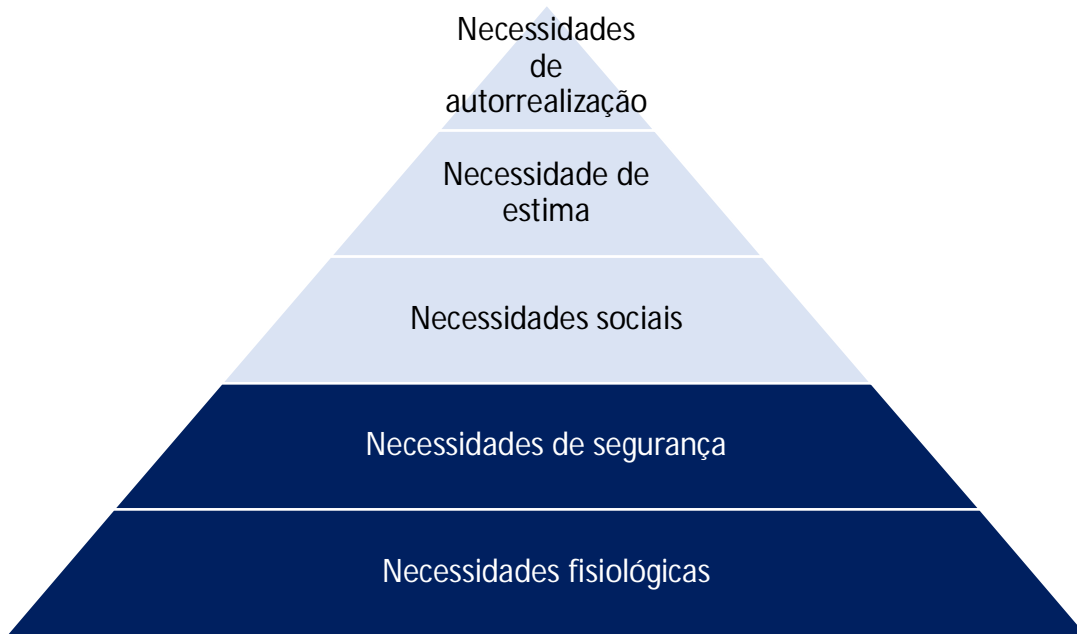 Necessidades
de
autorrealização
Necessidade de
estima
Necessidades sociais
Necessidades de segurança
Necessidades fisiológicas